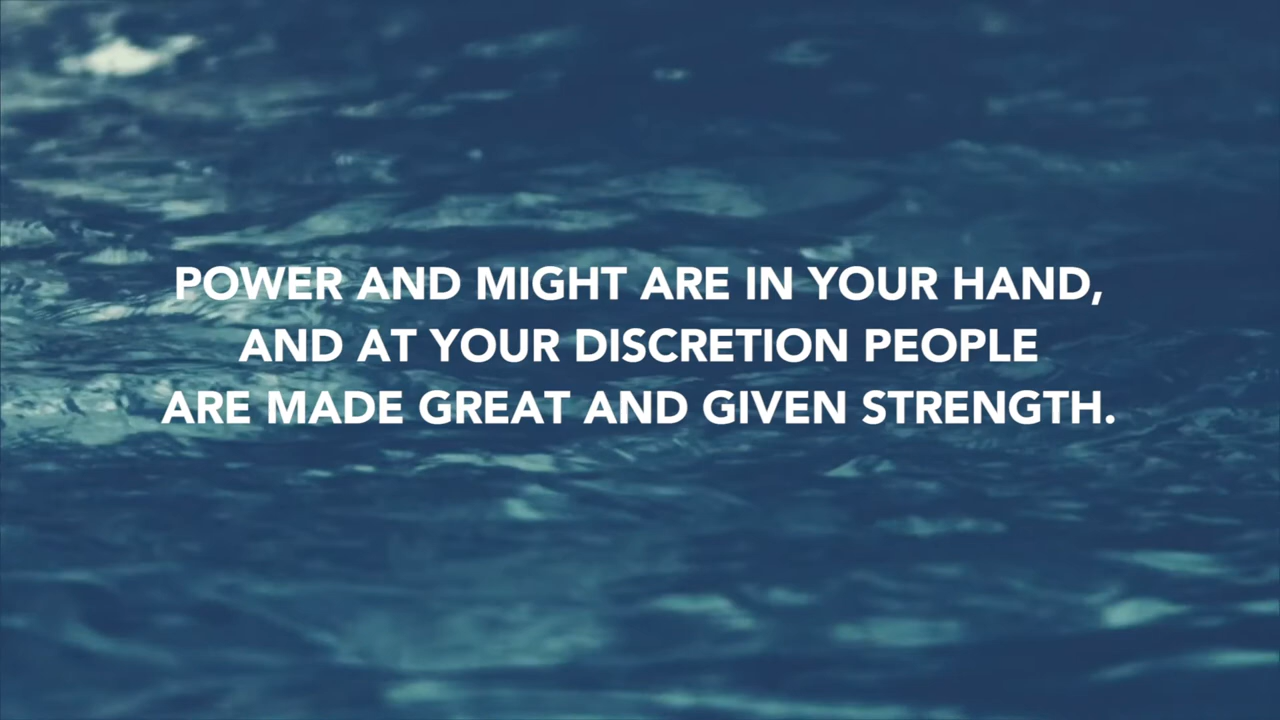 POWER AND MIGHT ARE IN YOUR HAND,
AND AT YOUR DISCRETION PEOPLE
ARE MADE GREAT AND GIVEN STRENGTH.